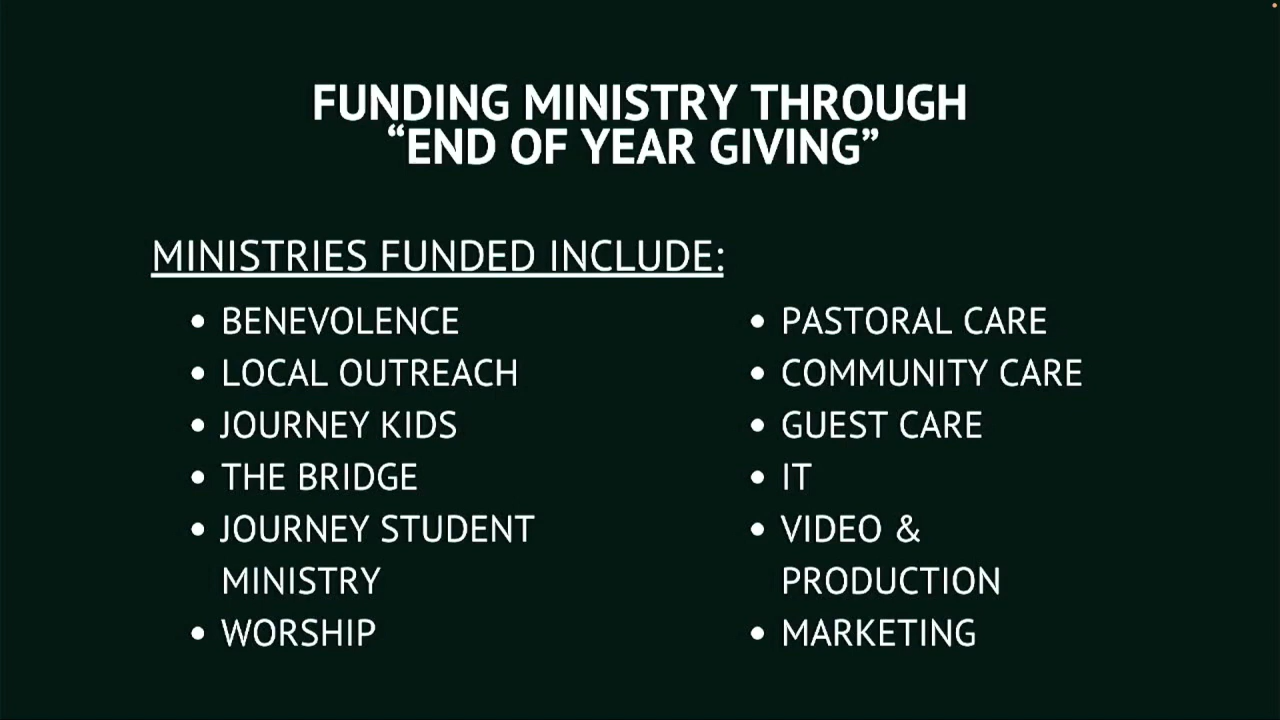 FUNDING MINISTRY THROUGH
“END OF YEAR GIVING”
MINISTRIES FUNDED INCLUDE:
• BENEVOLENCE
• LOCAL OUTREACH
• JOURNEY KIDS
• THE BRIDGE
• JOURNEY STUDENT
MINISTRY
• WORSHIP
• PASTORAL CARE
• COMMUNITY CARE
• GUEST CARE
• IT
• VIDEO &
PRODUCTION
• MARKETING